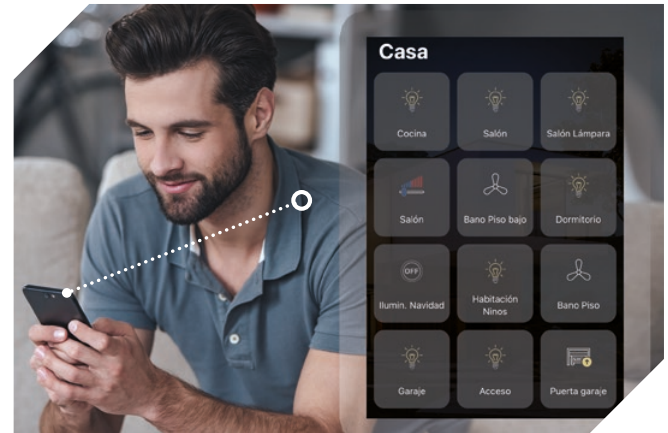 Casa
Cocina
Salón
Salón Lámpara
Salón
Bano Piso bajo
Dormitorio
OFF
Ilumin. Navidad
Habitación
Ninos
Bano Piso
Garaje
Acceso
Puerta garaje